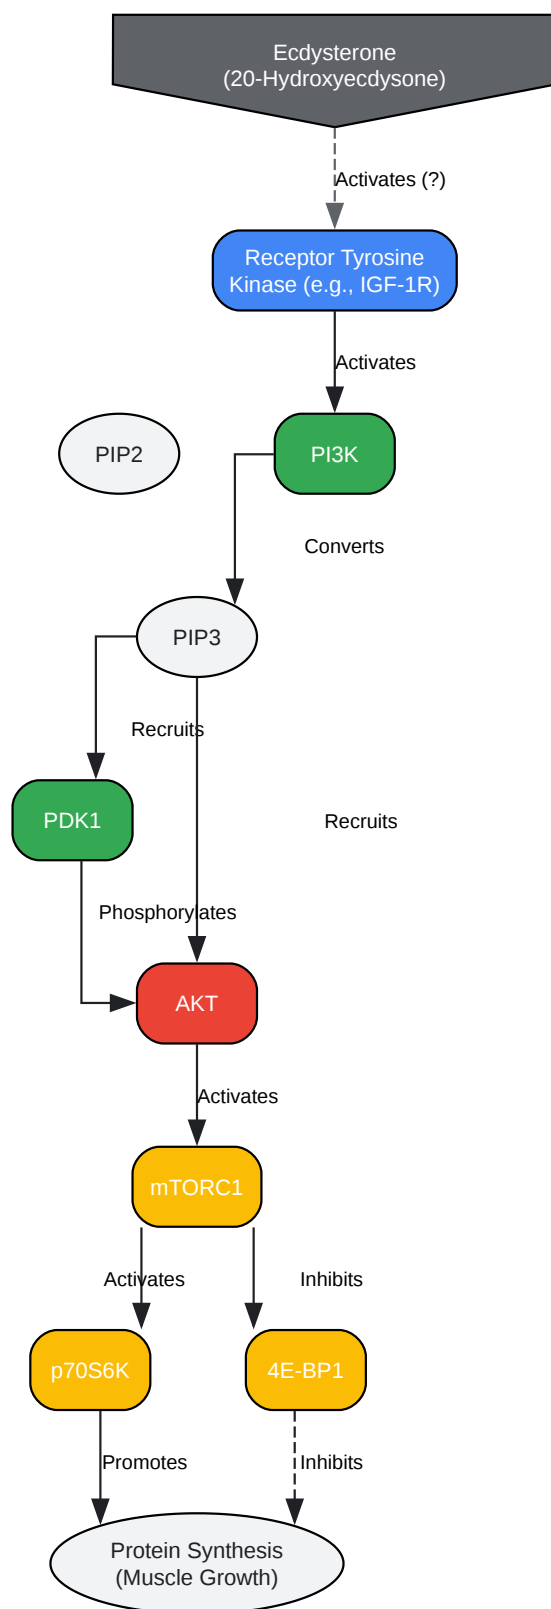 Ecdysterone
(20-Hydroxyecdysone)
Activates (?)
Receptor Tyrosine
Kinase (e.g., IGF-1R)
Activates
PIP2
PI3K
Converts
PIP3
Recruits
PDK1
Recruits
Phosphorylates
AKT
Activates
mTORC1
Activates
Inhibits
p70S6K
4E-BP1
Promotes
Inhibits
Protein Synthesis
(Muscle Growth)